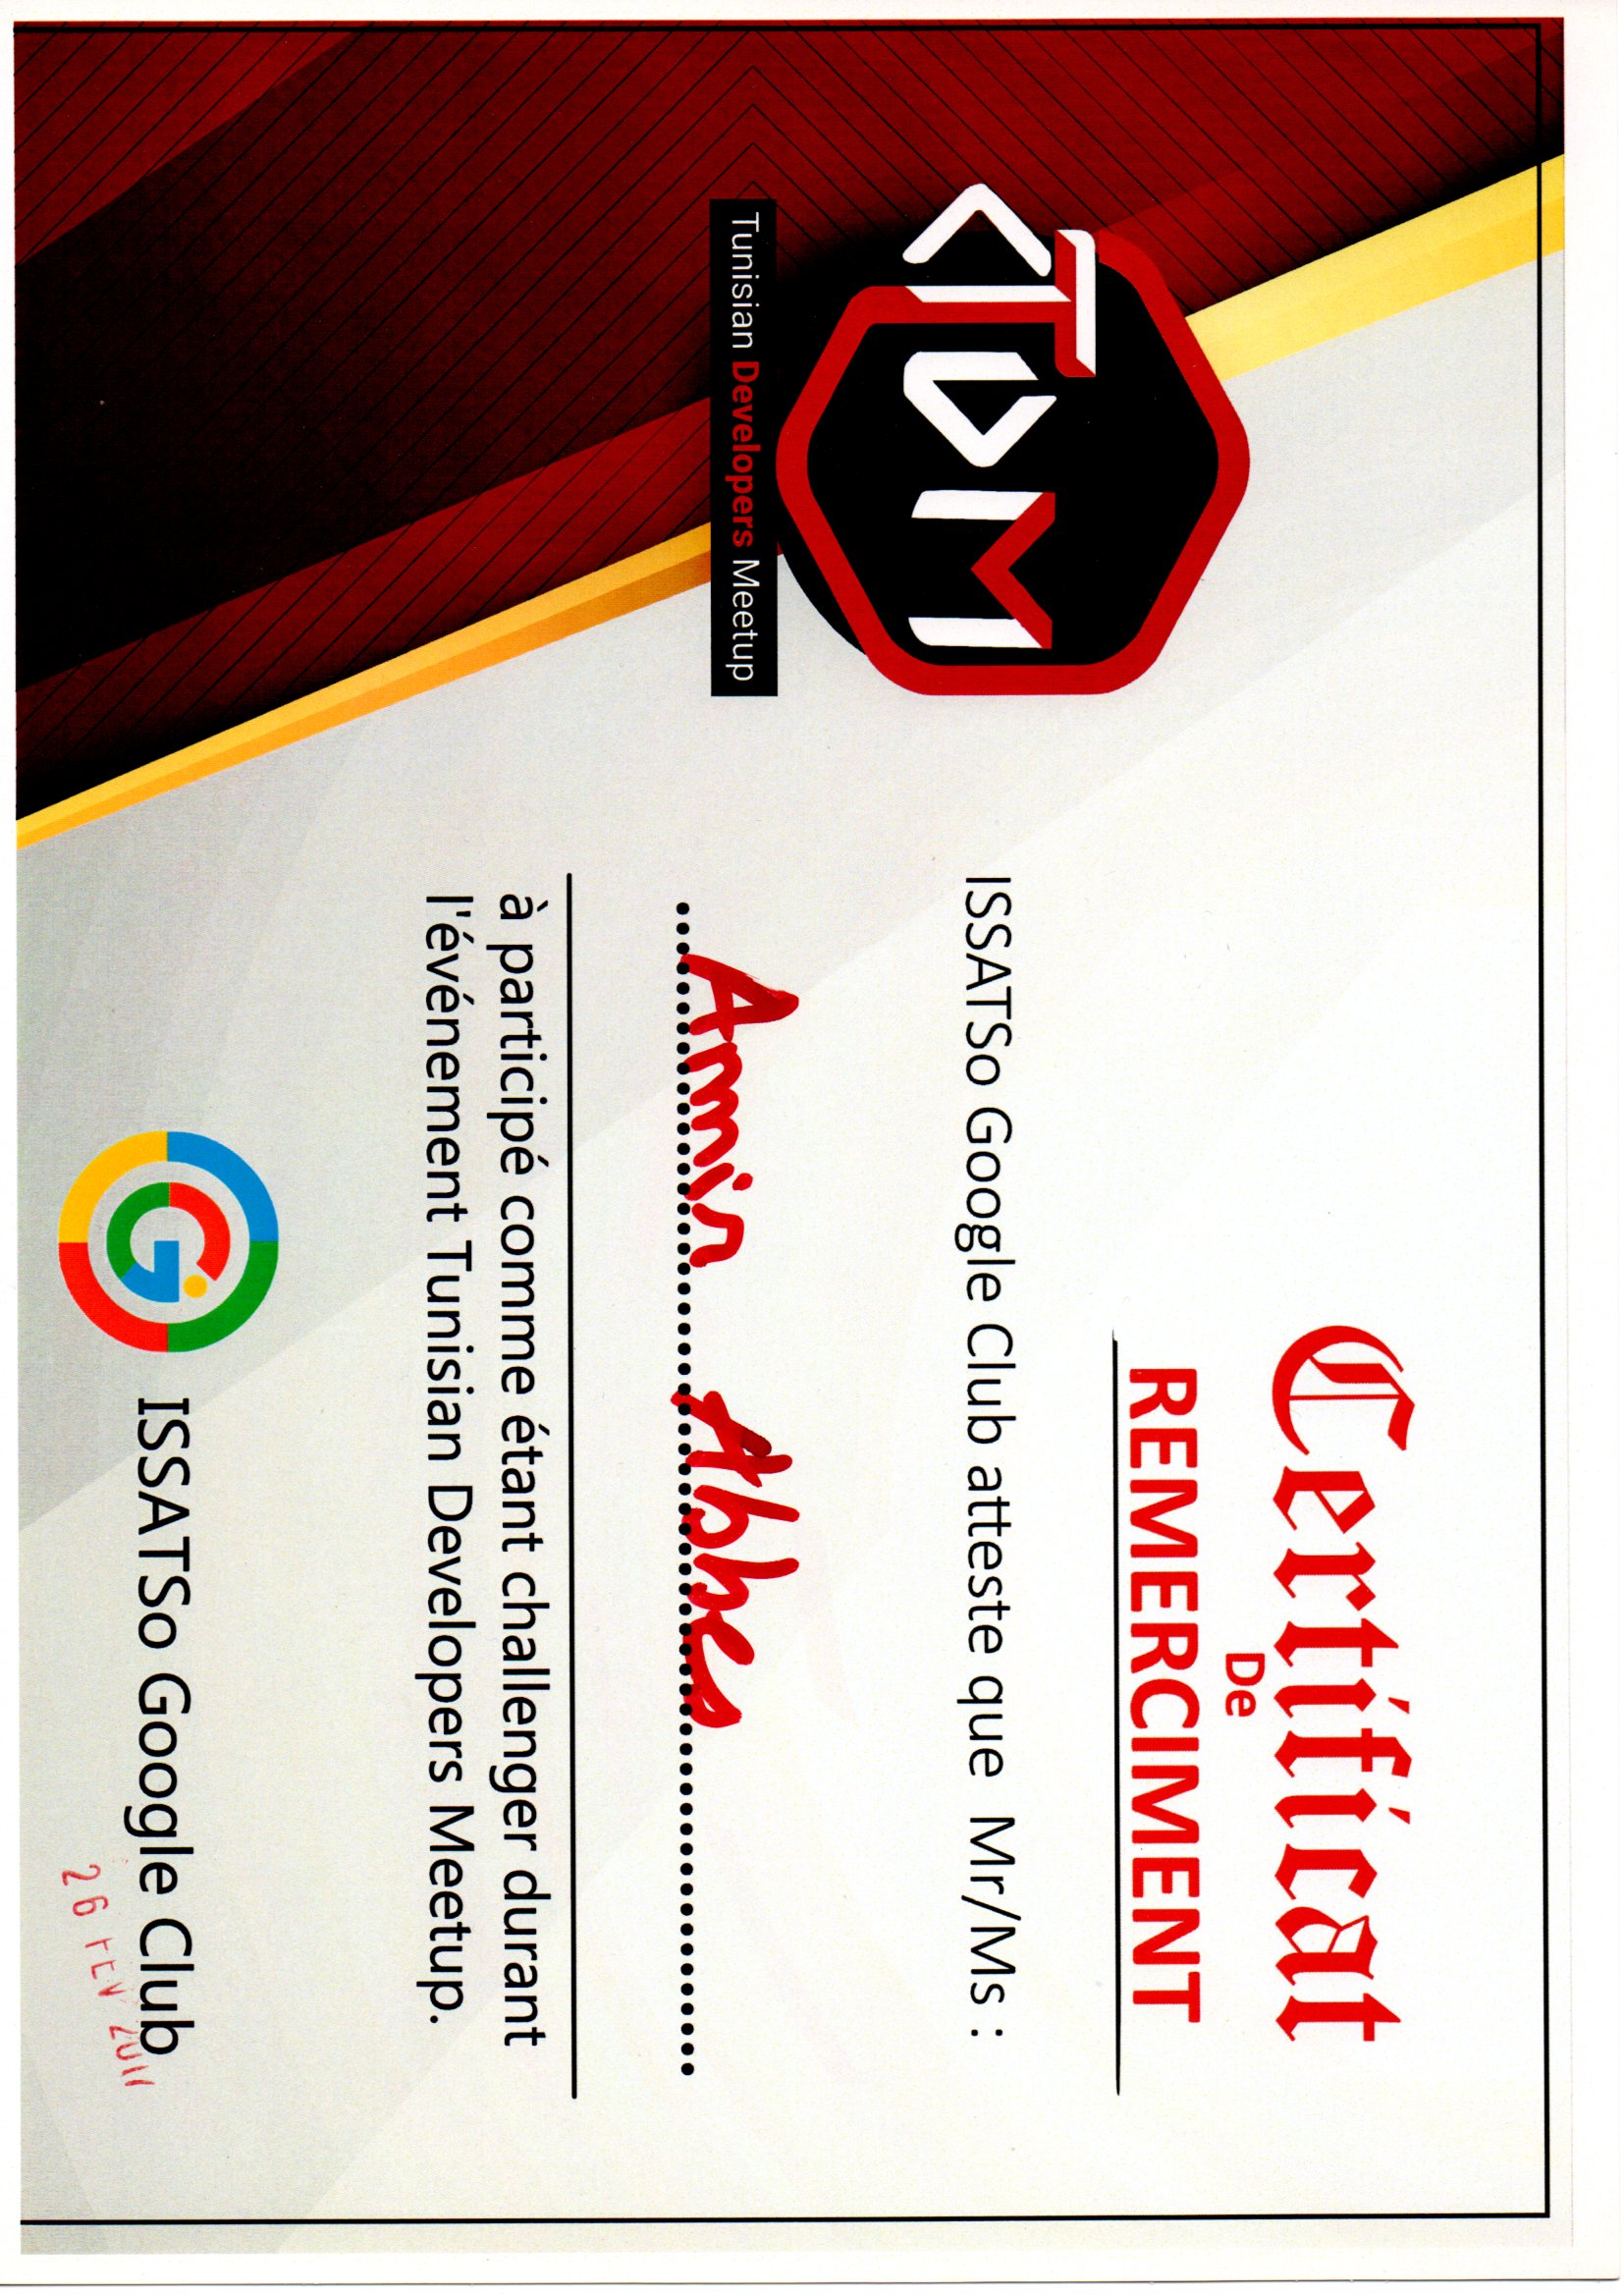 Certificat
De
REMERCIMENT
TDM
Tunisian Developers Meetup
ISSATSo Google Club atteste que Mr/Ms :
Amir Abbes
à participé comme étant challenger durant
l'événement Tunisian Developers Meetup.
ISSATSo Google Club
26 FEV 2017